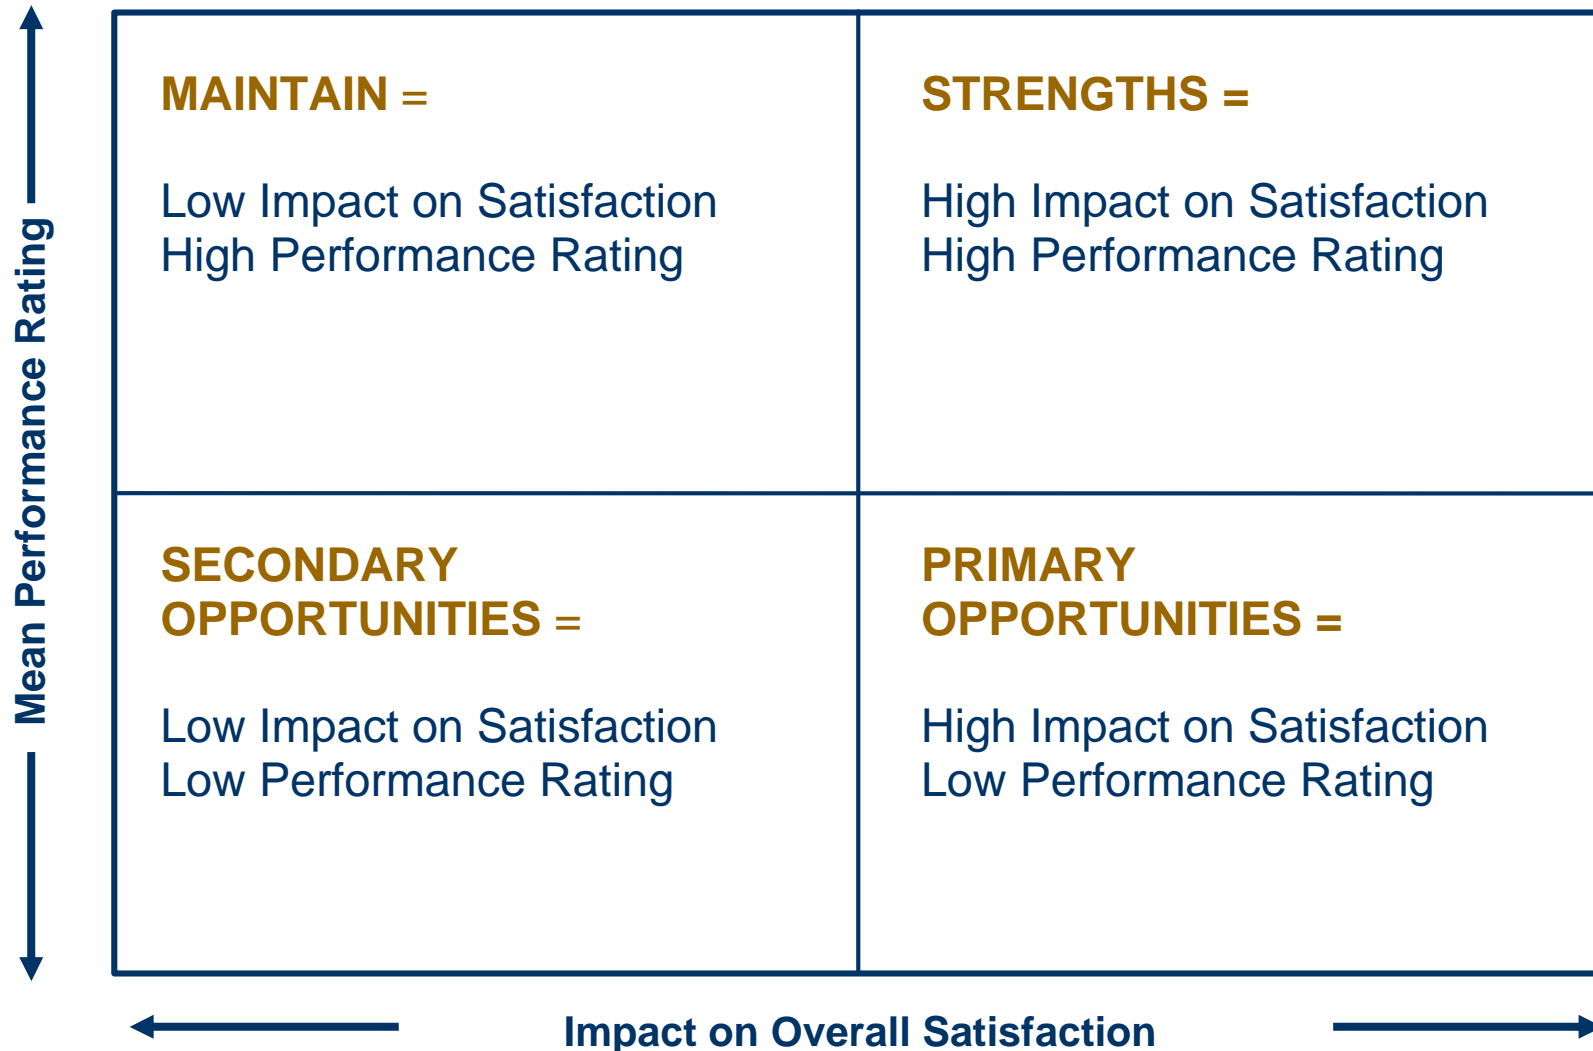 Mean Performance Rating
MAINTAIN =
Low Impact on Satisfaction
High Performance Rating
STRENGTHS =
High Impact on Satisfaction
High Performance Rating
SECONDARY
OPPORTUNITIES =
Low Impact on Satisfaction
Low Performance Rating
PRIMARY
OPPORTUNITIES =
High Impact on Satisfaction
Low Performance Rating
Impact on Overall Satisfaction